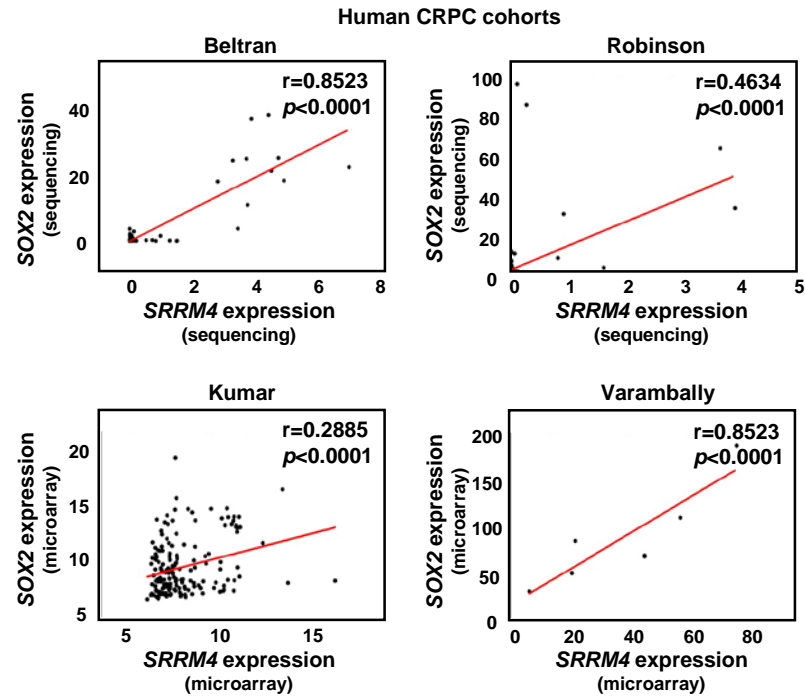 Human CRPC cohorts
Beltran
r=0.8523
p<0.0001
SOX2 expression
(sequencing)
40
20
0
0 2 4 6 8
SRRM4 expression
(sequencing)
Robinson
r=0.4634
p<0.0001
SOX2 expression
(sequencing)
100
80
60
40
20
0
0 1 2 3 4 5
SRRM4 expression
(sequencing)
Kumar
r=0.2885
p<0.0001
SOX2 expression
(microarray)
20
15
10
5
5 10 15
SRRM4 expression
(microarray)
Varambally
r=0.8523
p<0.0001
SOX2 expression
(microarray)
200
150
100
50
0
0 20 40 60 80
SRRM4 expression
(microarray)